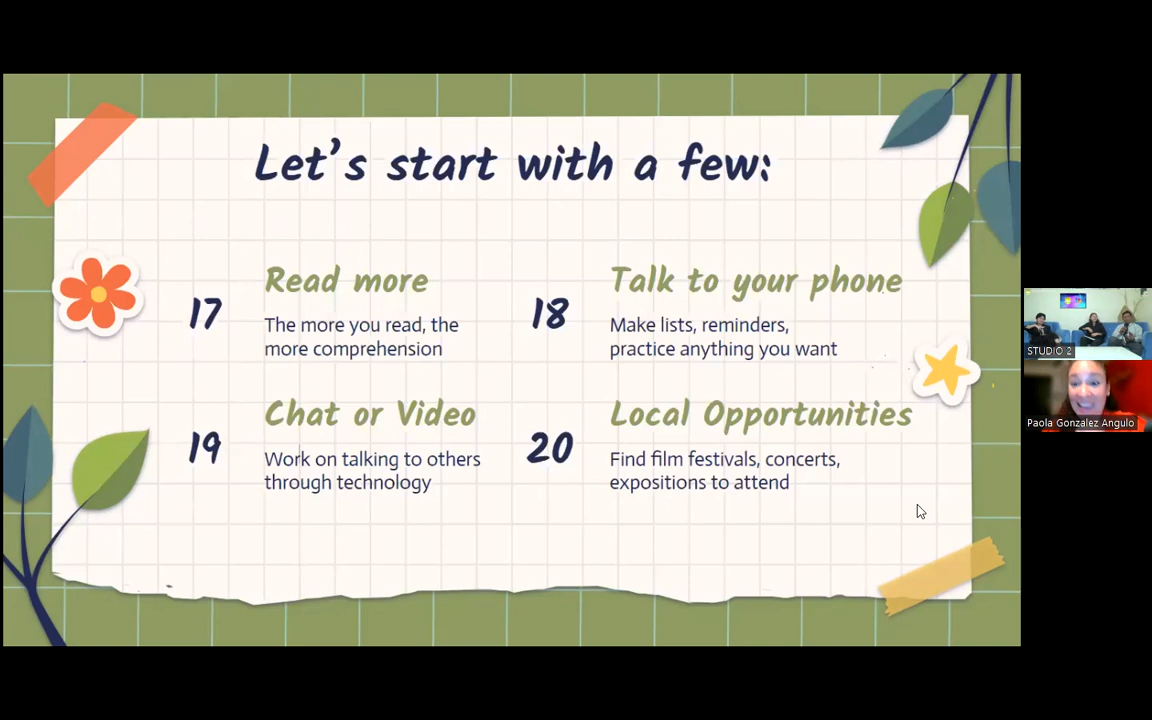 Let's start with a few:
17
Read more
The more you read, the
more comprehension
18
Talk to your phone
Make lists, reminders,
practice anything you want
19
Chat or Video
Work on talking to others
through technology
20
Local Opportunities
Find film festivals, concerts,
expositions to attend
STUDIO 2
Paola Gonzalez Angulo